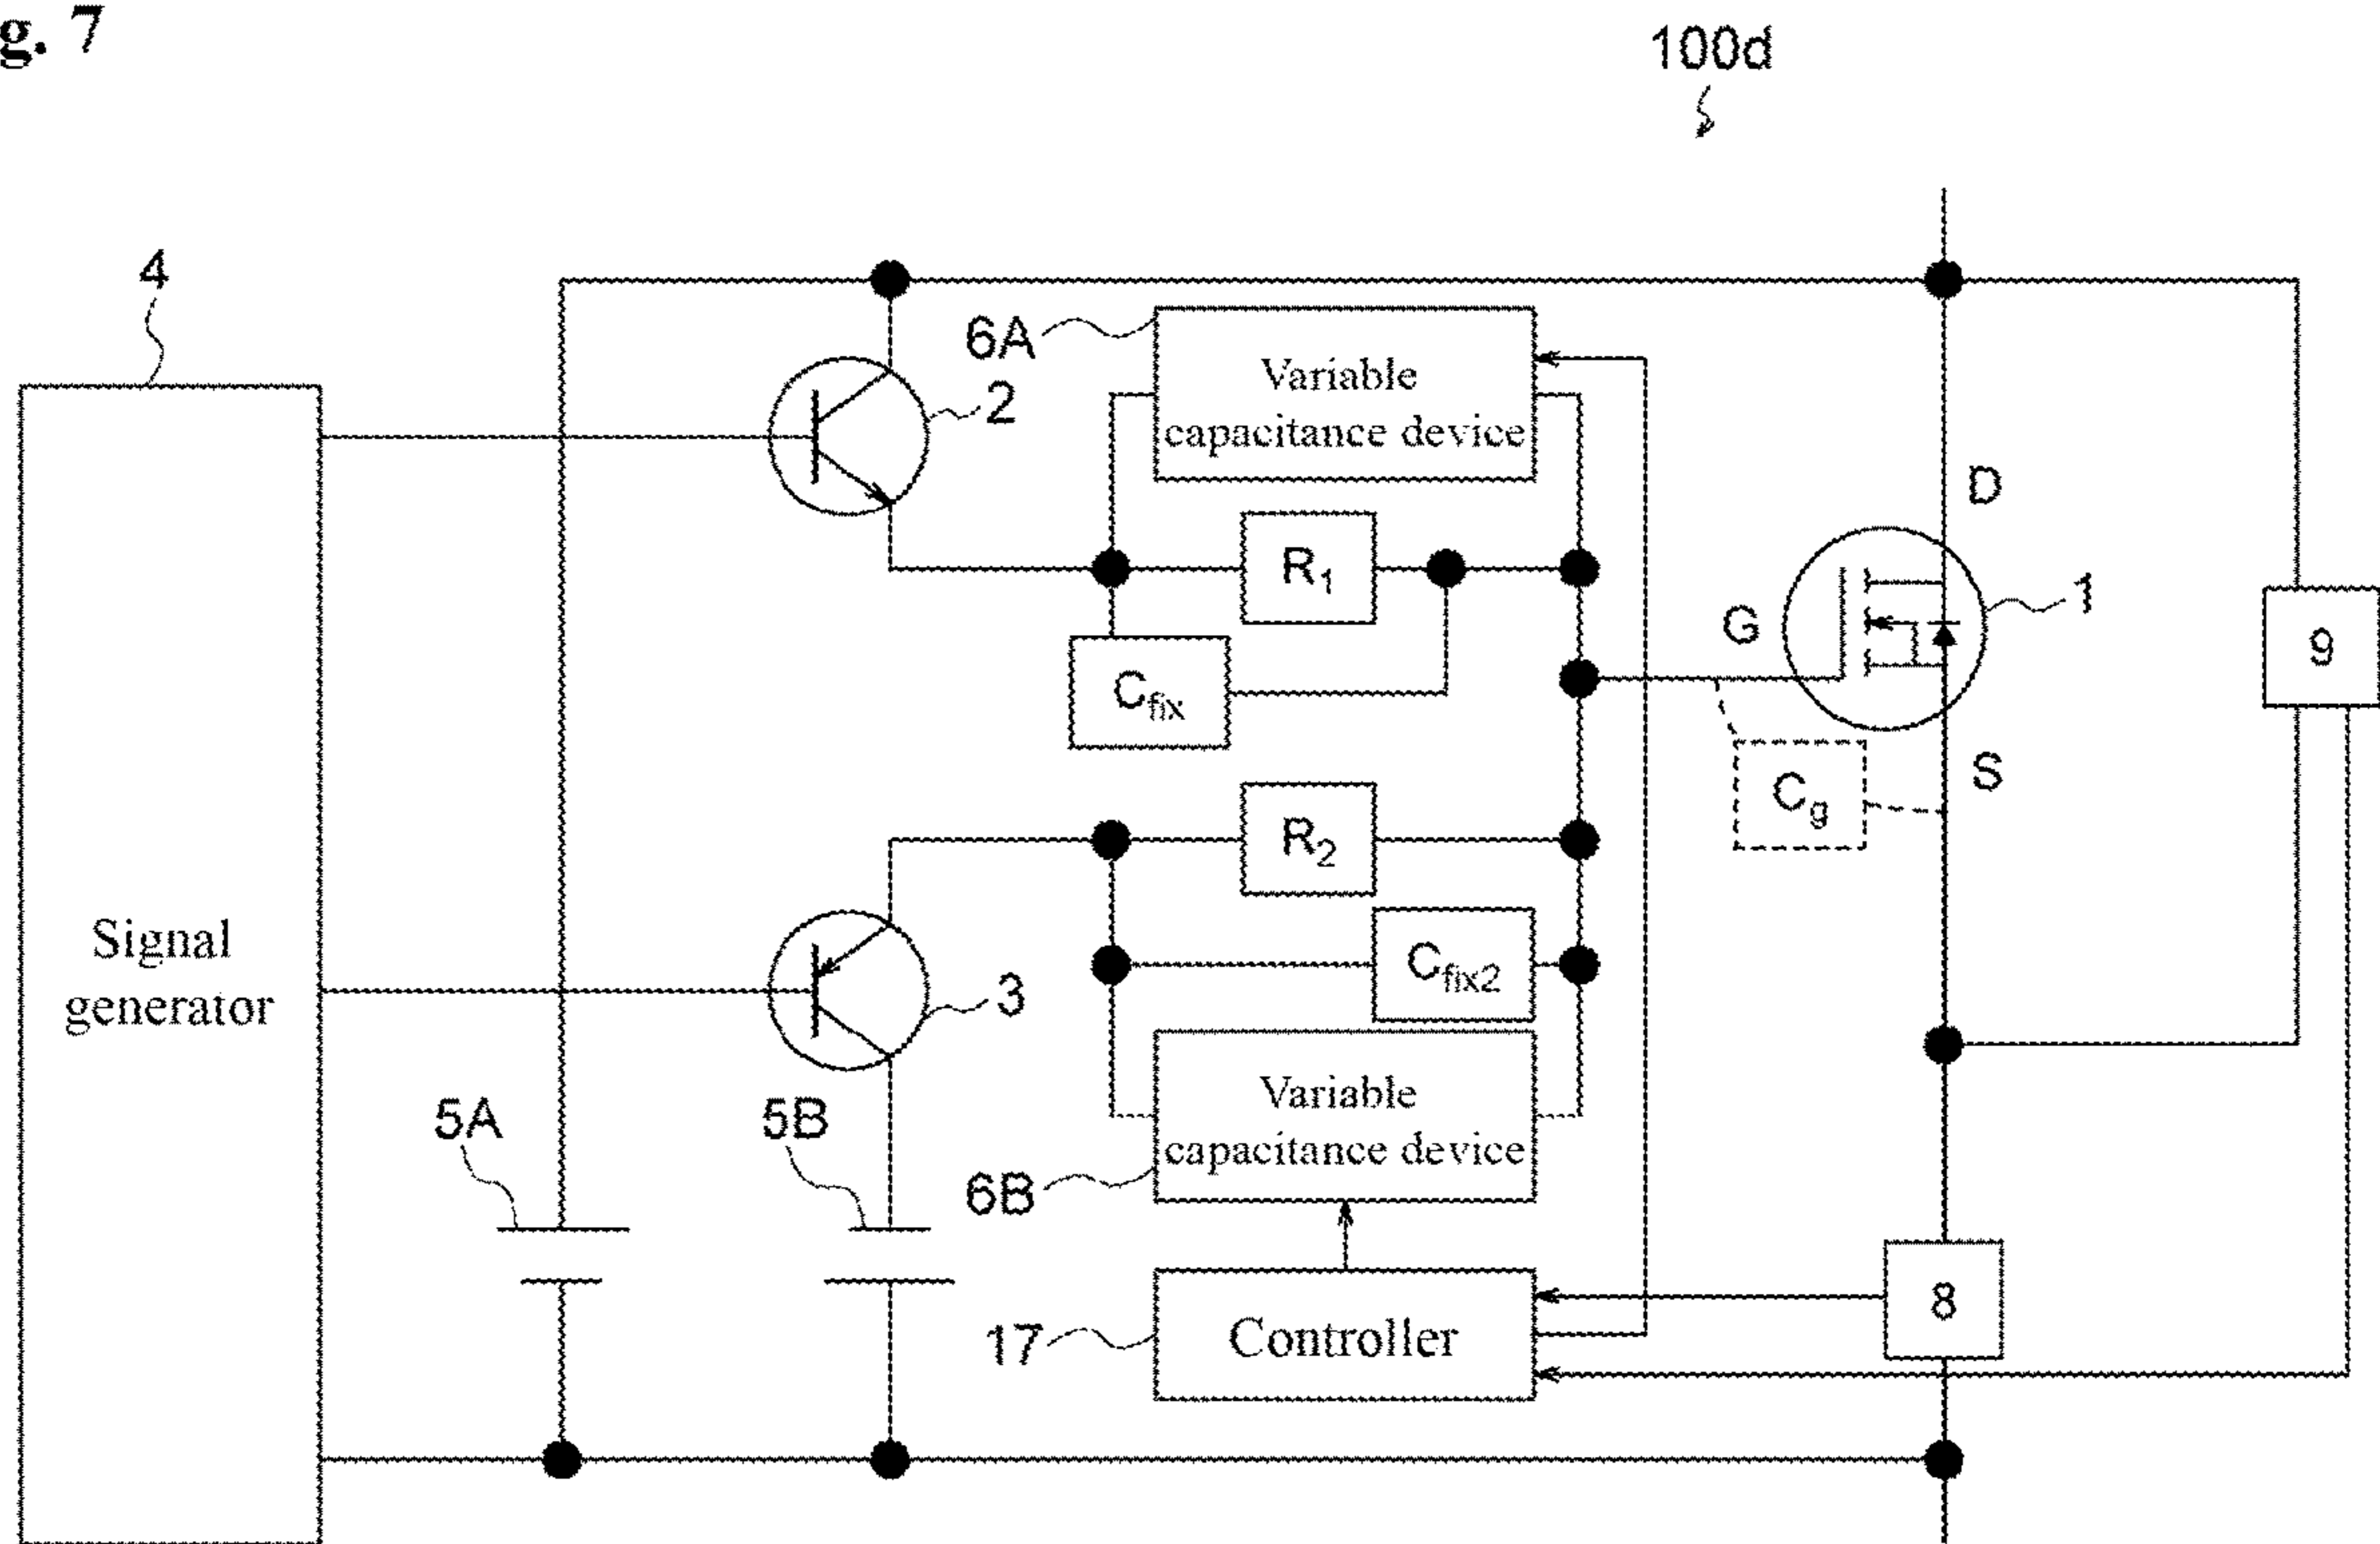 g. 7
100d
4
6A
Variable
capacitance device
2
D
R1
1
G
9
Cfix
S
Cg
R2
Signal
generator
Cfix2
3
Variable
capacitance device
5A
5B
6B
8
17
Controller